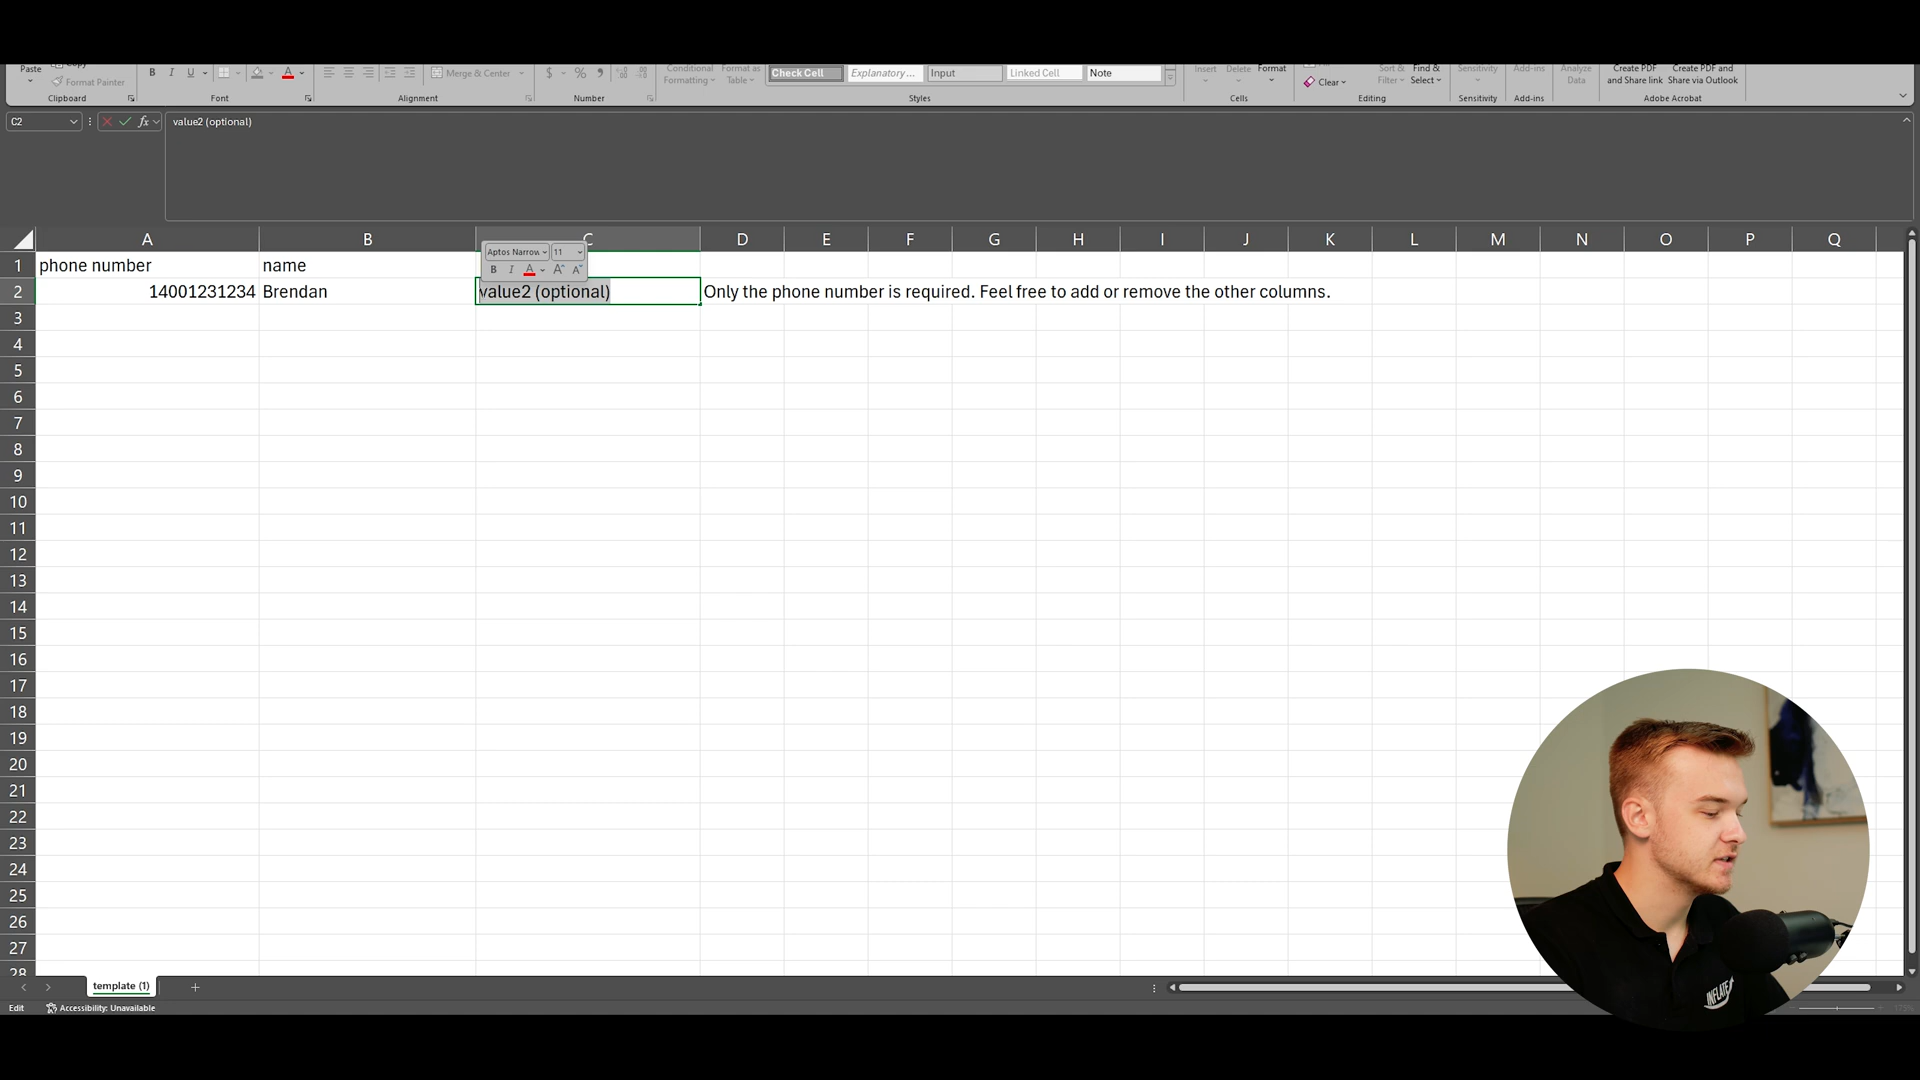 Paste
Copy
Format Painter
B I U A
Merge & Center
$ %
Conditional Formatting
Format as Table
Check Cell
Explanatory ...
Input
Linked Cell
Note
Insert
Delete
Format
Clear
Sort & Filter
Find & Select
Sensitivity
Add-ins
Analyze Data
Create PDF and Share link
Create PDF and Share via Outlook
Clipboard
Font
Alignment
Number
Styles
Cells
Editing
Sensitivity
Add-ins
Adobe Acrobat
C2
fx
value2 (optional)
A B C D E F G H I J K L M N O P Q
Aptos Narrow 11
B I A A A
1 phone number name
2 14001231234 Brendan value2 (optional) Only the phone number is required. Feel free to add or remove the other columns.
3
4
5
6
7
8
9
10
11
12
13
14
15
16
17
18
19
20
21
22
23
24
25
26
27
28
INFLATE
template (1)
Edit
Accessibility: Unavailable